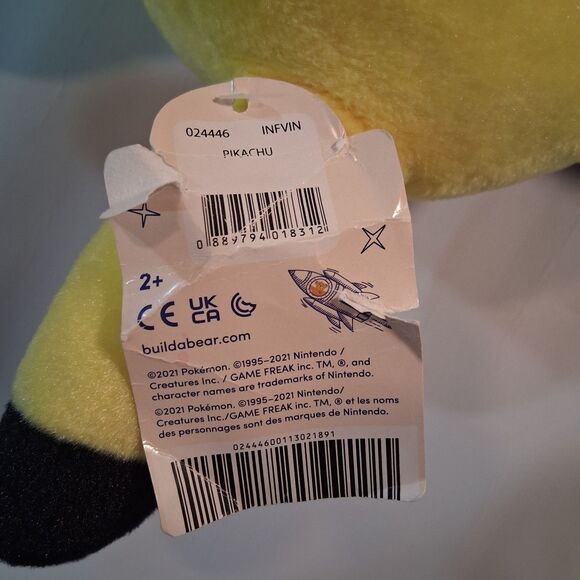 024446 INFVIN
PIKACHU
0 889794 018312
2+
CE UK CA
buildabear.com
©2021 Pokémon. ©1995–2021 Nintendo /
Creatures Inc. / GAME FREAK inc. TM, ®, and
character names are trademarks of Nintendo.
©2021 Pokémon. ©1995–2021 Nintendo/
Creatures Inc./GAME FREAK inc. TM, ® et les noms
des personnages sont des marques de Nintendo.
02444600113021891